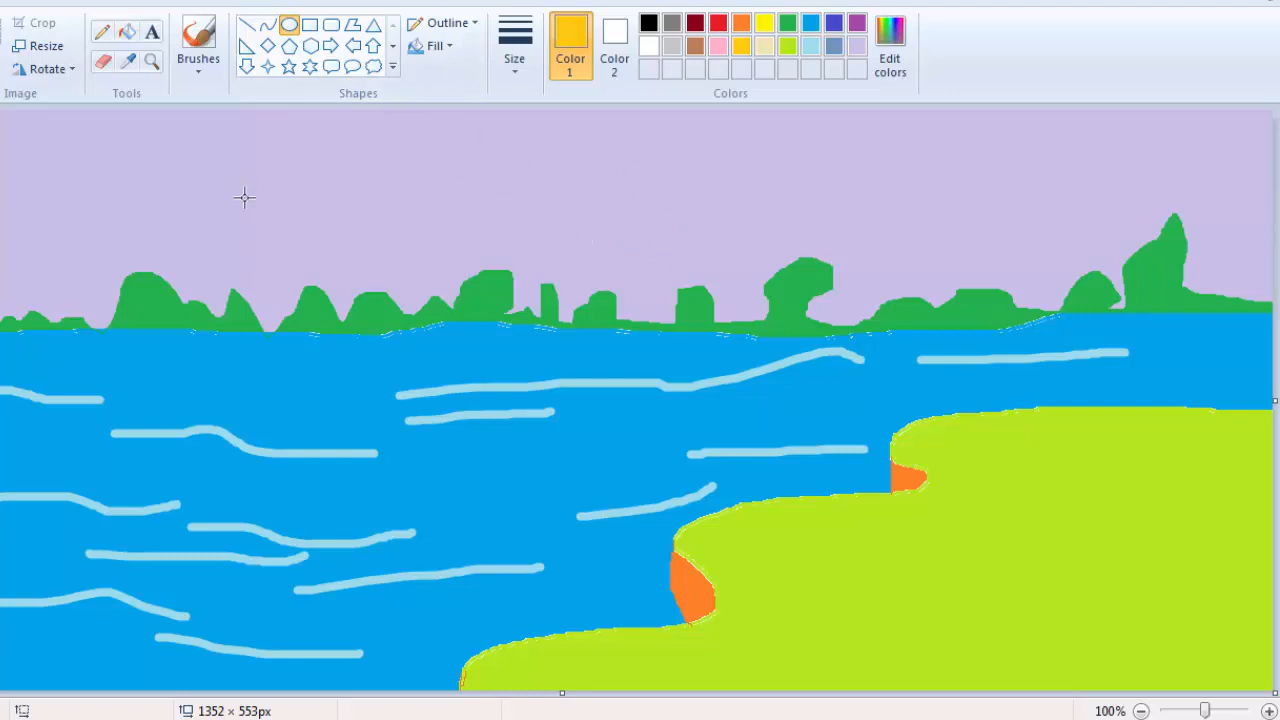 Crop
Resize
Rotate
Image
A
Tools
Brushes
Shapes
Outline
Fill
Size
Color
1
Color
2
Edit
colors
Colors
1352 × 553px
100%